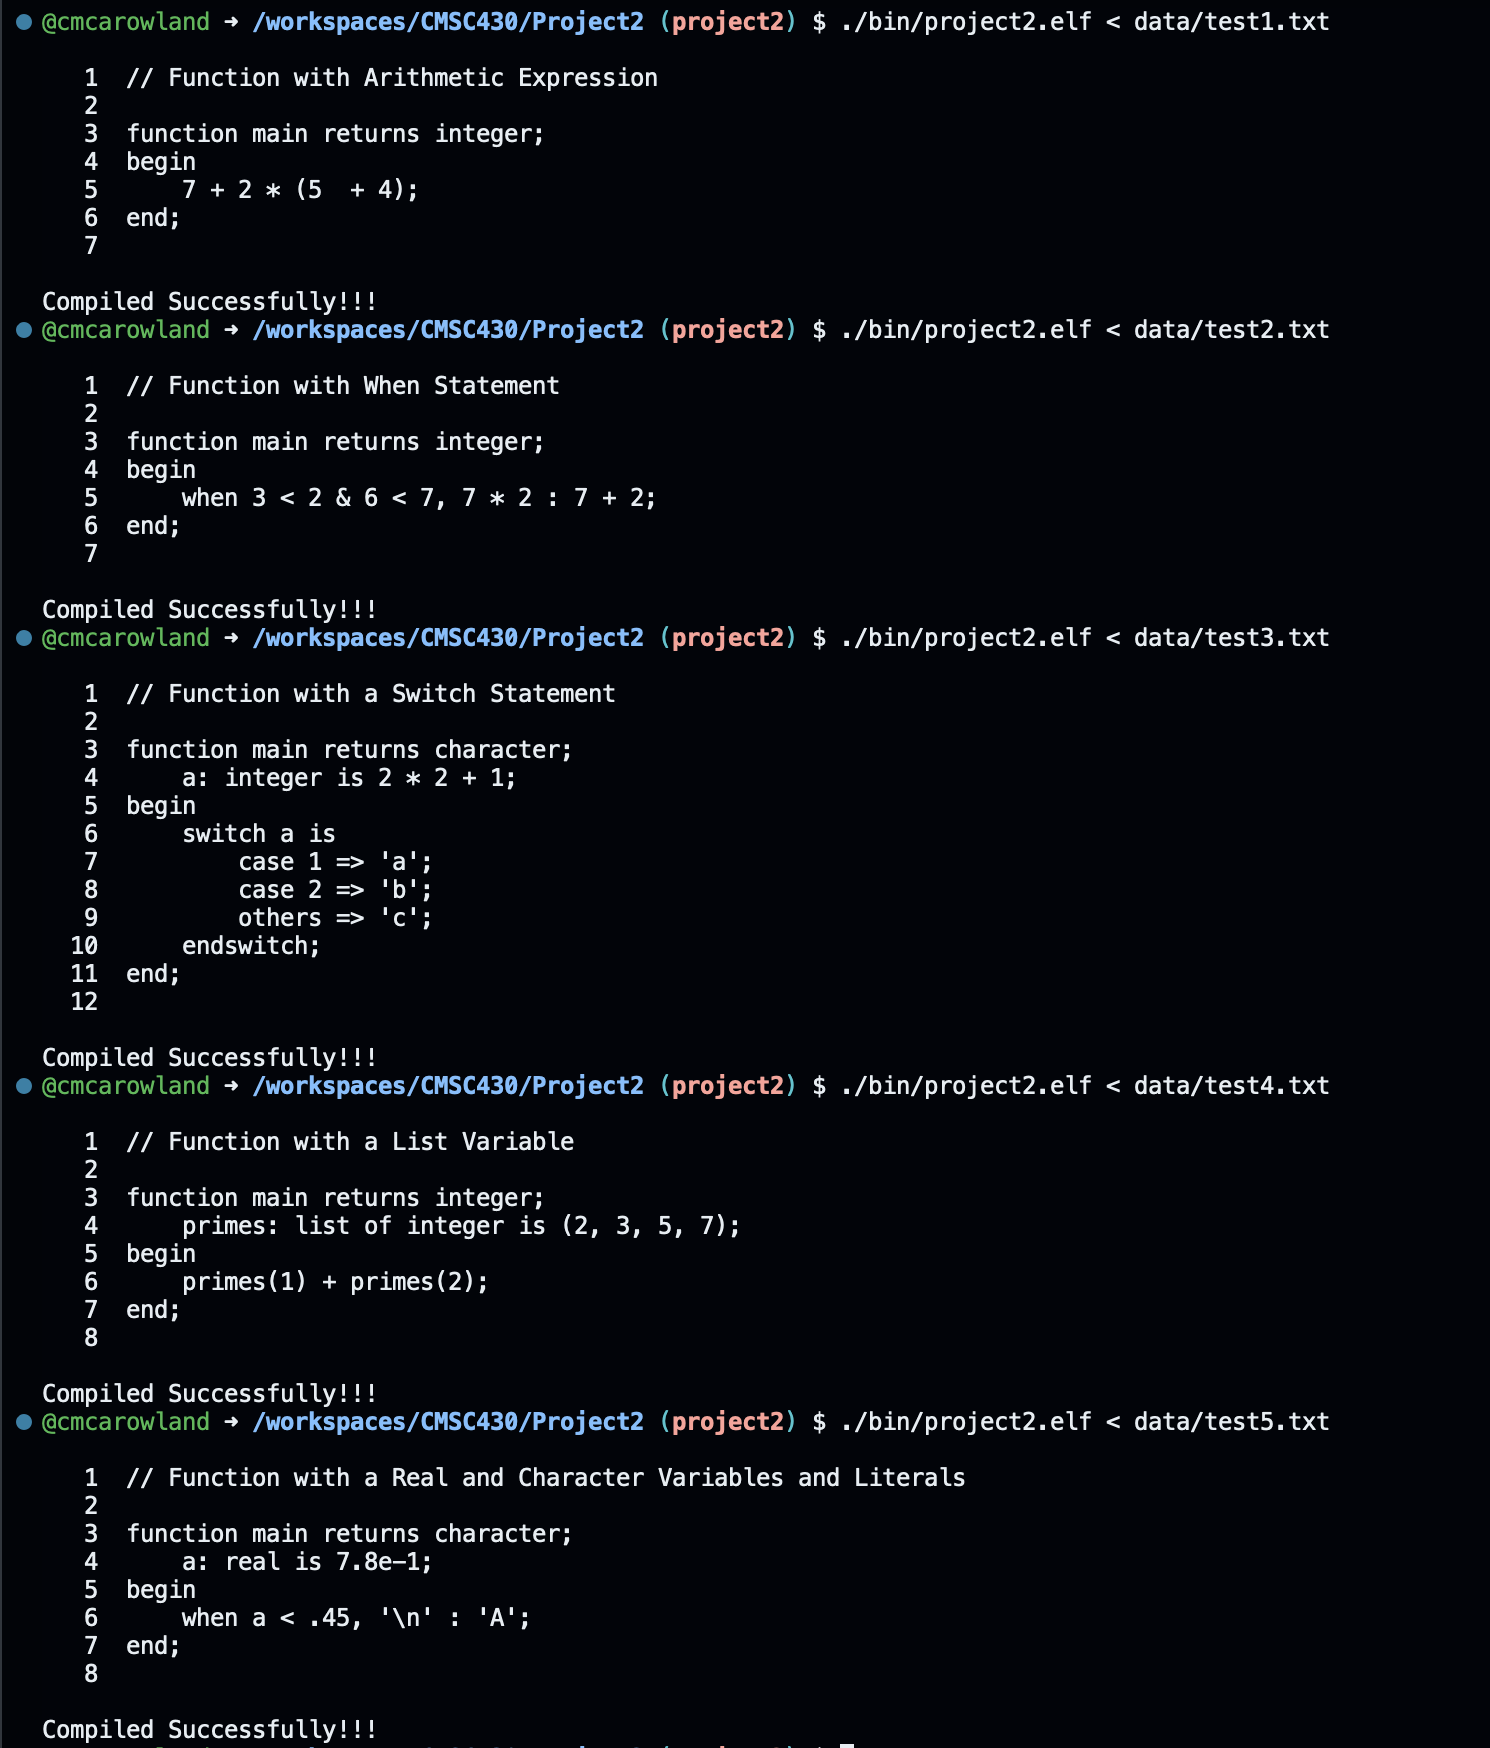 @cmcarowland → /workspaces/CMSC430/Project2 (project2) $ ./bin/project2.elf < data/test1.txt
1 // Function with Arithmetic Expression
2
3 function main returns integer;
4 begin
5     7 + 2 * (5  + 4);
6 end;
7
Compiled Successfully!!!
@cmcarowland → /workspaces/CMSC430/Project2 (project2) $ ./bin/project2.elf < data/test2.txt
1 // Function with When Statement
2
3 function main returns integer;
4 begin
5     when 3 < 2 & 6 < 7, 7 * 2 : 7 + 2;
6 end;
7
Compiled Successfully!!!
@cmcarowland → /workspaces/CMSC430/Project2 (project2) $ ./bin/project2.elf < data/test3.txt
1 // Function with a Switch Statement
2
3 function main returns character;
4     a: integer is 2 * 2 + 1;
5 begin
6     switch a is
7         case 1 => 'a';
8         case 2 => 'b';
9         others => 'c';
10     endswitch;
11 end;
12
Compiled Successfully!!!
@cmcarowland → /workspaces/CMSC430/Project2 (project2) $ ./bin/project2.elf < data/test4.txt
1 // Function with a List Variable
2
3 function main returns integer;
4     primes: list of integer is (2, 3, 5, 7);
5 begin
6     primes(1) + primes(2);
7 end;
8
Compiled Successfully!!!
@cmcarowland → /workspaces/CMSC430/Project2 (project2) $ ./bin/project2.elf < data/test5.txt
1 // Function with a Real and Character Variables and Literals
2
3 function main returns character;
4     a: real is 7.8e-1;
5 begin
6     when a < .45, '\n' : 'A';
7 end;
8
Compiled Successfully!!!